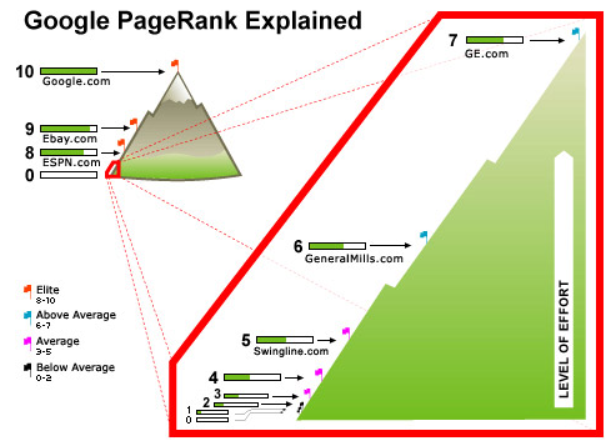 Google PageRank Explained
10
Google.com
9
Ebay.com
8
ESPN.com
0
7
GE.com
6
GeneralMills.com
5
Swingline.com
4
3
2
1
0
LEVEL OF EFFORT
Elite
8-10
Above Average
6-7
Average
3-5
Below Average
0-2